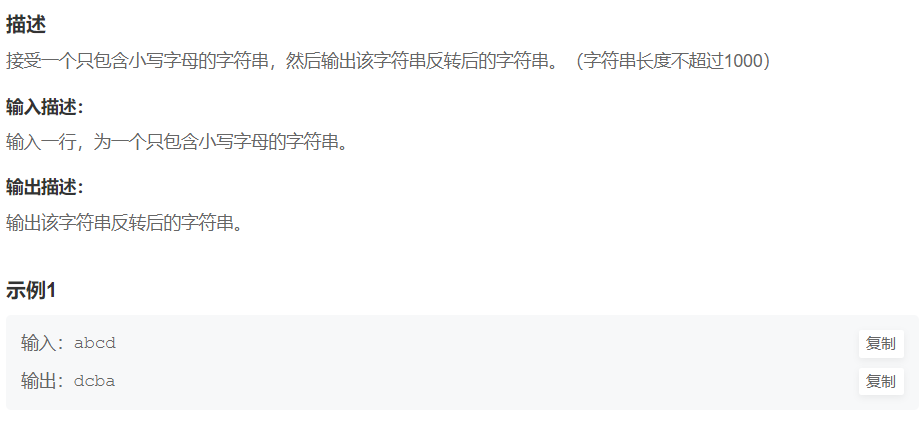 描述
接受一个只包含小写字母的字符串，然后输出该字符串反转后的字符串。（字符串长度不超过1000）
输入描述：
输入一行，为一个只包含小写字母的字符串。
输出描述：
输出该字符串反转后的字符串。
示例1
输入：abcd 复制
输出：dcba 复制